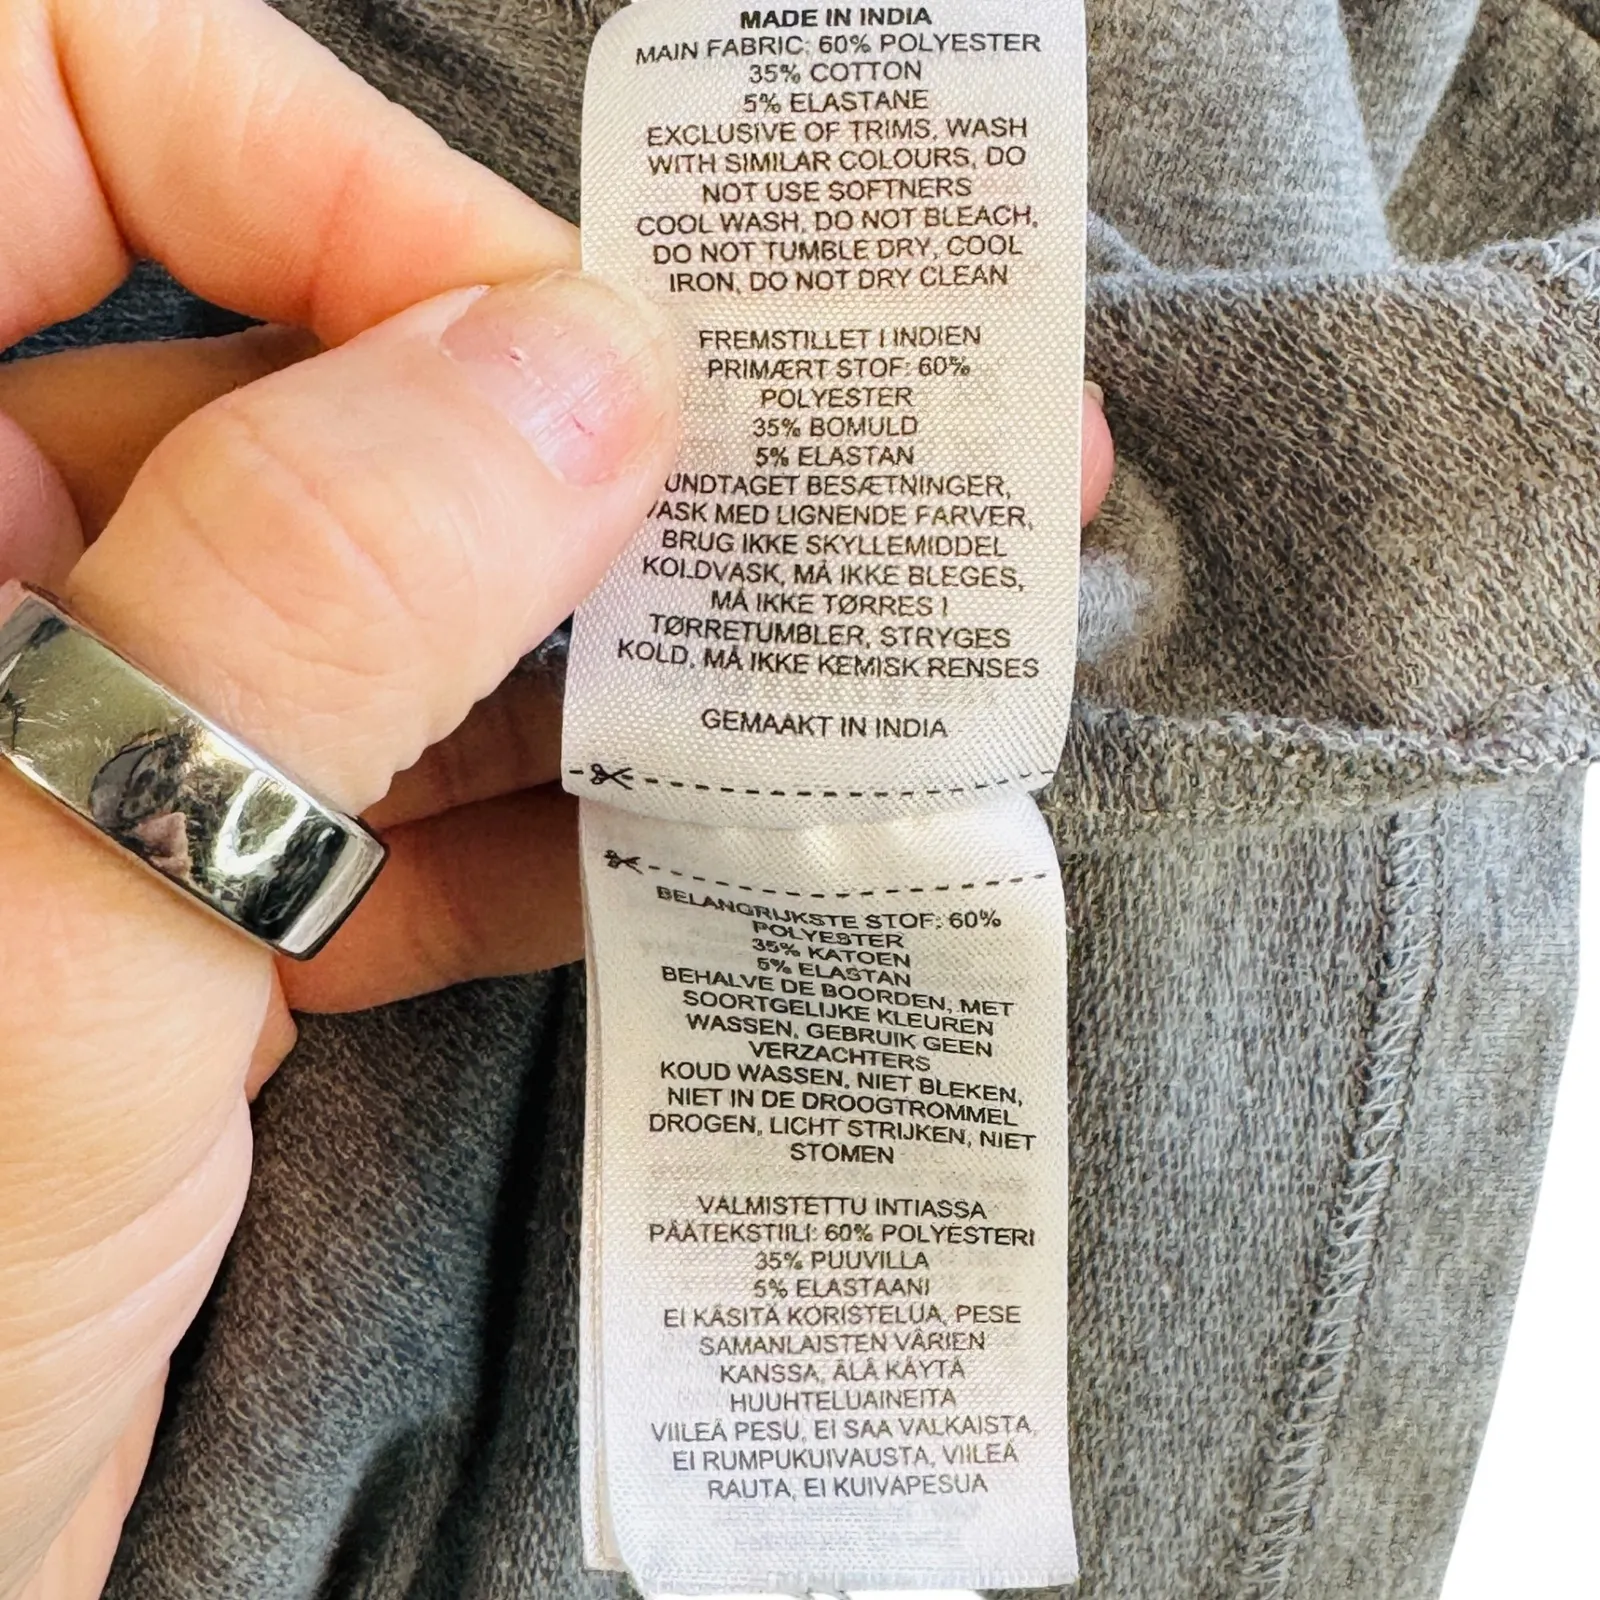 MADE IN INDIA
MAIN FABRIC: 60% POLYESTER
35% COTTON
5% ELASTANE
EXCLUSIVE OF TRIMS, WASH
WITH SIMILAR COLOURS, DO
NOT USE SOFTNERS
COOL WASH, DO NOT BLEACH,
DO NOT TUMBLE DRY, COOL
IRON, DO NOT DRY CLEAN
FREMSTILLET I INDIEN
PRIMÆRT STOF: 60%
POLYESTER
35% BOMULD
5% ELASTAN
UNDTAGET BESÆTNINGER,
VASK MED LIGNENDE FARVER,
BRUG IKKE SKYLLEMIDDEL
KOLDVASK, MÅ IKKE BLEGES,
MÅ IKKE TØRRES I
TØRRETUMBLER, STRYGES
KOLD, MÅ IKKE KEMISK RENSES
GEMAAKT IN INDIA
BELANGRIJKSTE STOF: 60%
POLYESTER
35% KATOEN
5% ELASTAN
BEHALVE DE BOORDEN, MET
SOORTGELIJKE KLEUREN
WASSEN, GEBRUIK GEEN
VERZACHTERS
KOUD WASSEN, NIET BLEKEN,
NIET IN DE DROOGTROMMEL
DROGEN, LICHT STRIJKEN, NIET
STOMEN
VALMISTETTU INTIASSA
PÄÄTEKSTIILI: 60% POLYESTERI
35% PUUVILLA
5% ELASTAANI
EI KÄSITÄ KORISTELUA, PESE
SAMANLAISTEN VÄRIEN
KANSSA, ÄLÄ KÄYTÄ
HUUHTELUAINEITA
VIILEÄ PESU, EI SAA VALKAISTA,
EI RUMPUKUIVAUSTA, VIILEÄ
RAUTA, EI KUIVAPESUA